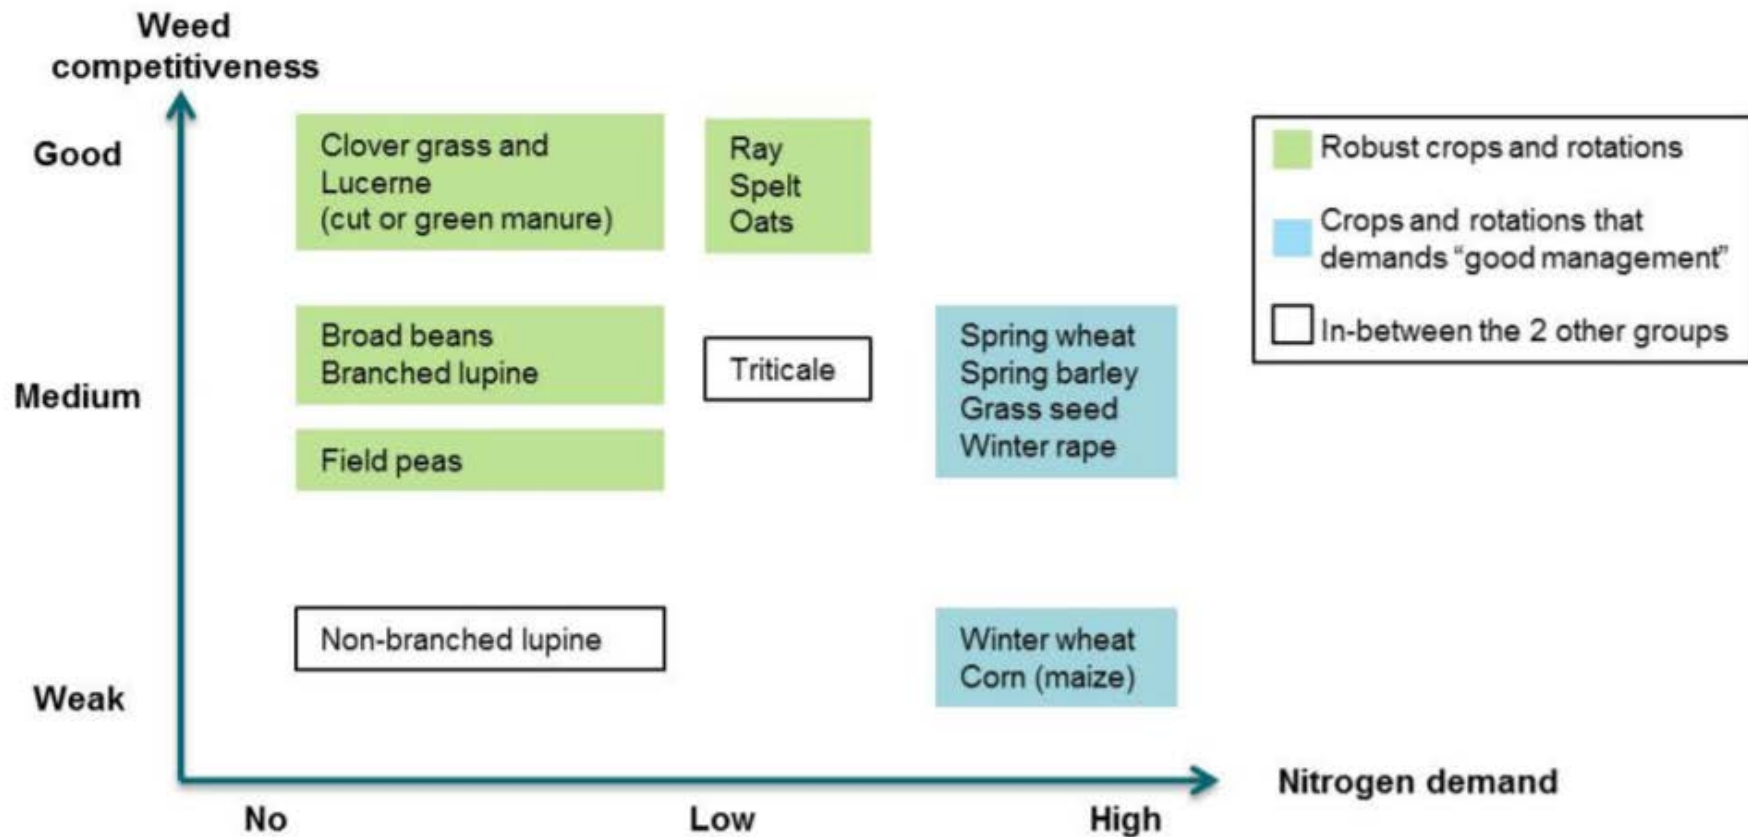 Weed
competitiveness
Good
Clover grass and
Lucerne
(cut or green manure)
Ray
Spelt
Oats
Robust crops and rotations
Crops and rotations that
demands “good management”
In-between the 2 other groups
Medium
Broad beans
Branched lupine
Field peas
Triticale
Spring wheat
Spring barley
Grass seed
Winter rape
Weak
Non-branched lupine
Winter wheat
Corn (maize)
Nitrogen demand
No
Low
High